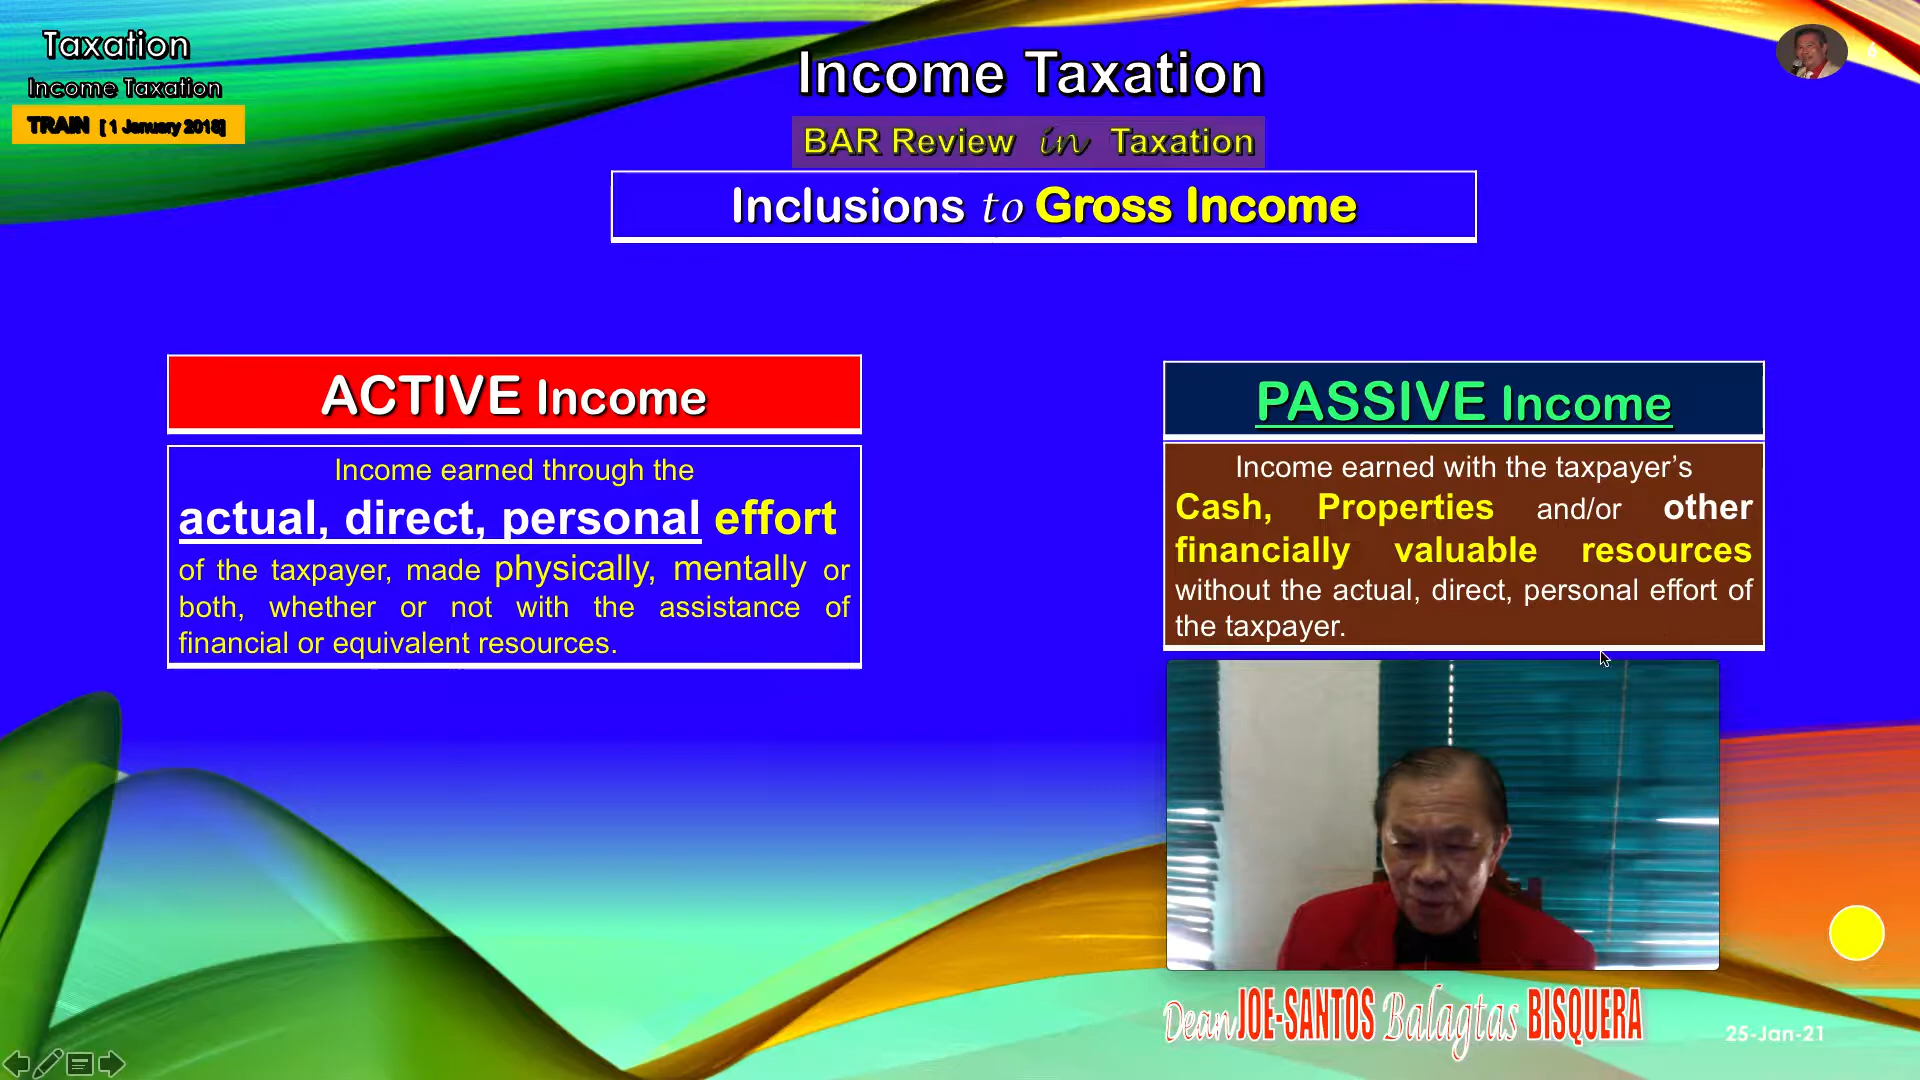 Taxation
Income Taxation
TRAIN [ 1 January 2018]
6
Income Taxation
BAR Review in Taxation
Inclusions to Gross Income
ACTIVE Income
Income earned through the
actual, direct, personal effort
of the taxpayer, made physically, mentally or
both, whether or not with the assistance of
financial or equivalent resources.
PASSIVE Income
Income earned with the taxpayer’s
Cash, Properties and/or other
financially valuable resources
without the actual, direct, personal effort of
the taxpayer.
Dean JOE-SANTOS Balagtas BISQUERA
25-Jan-21